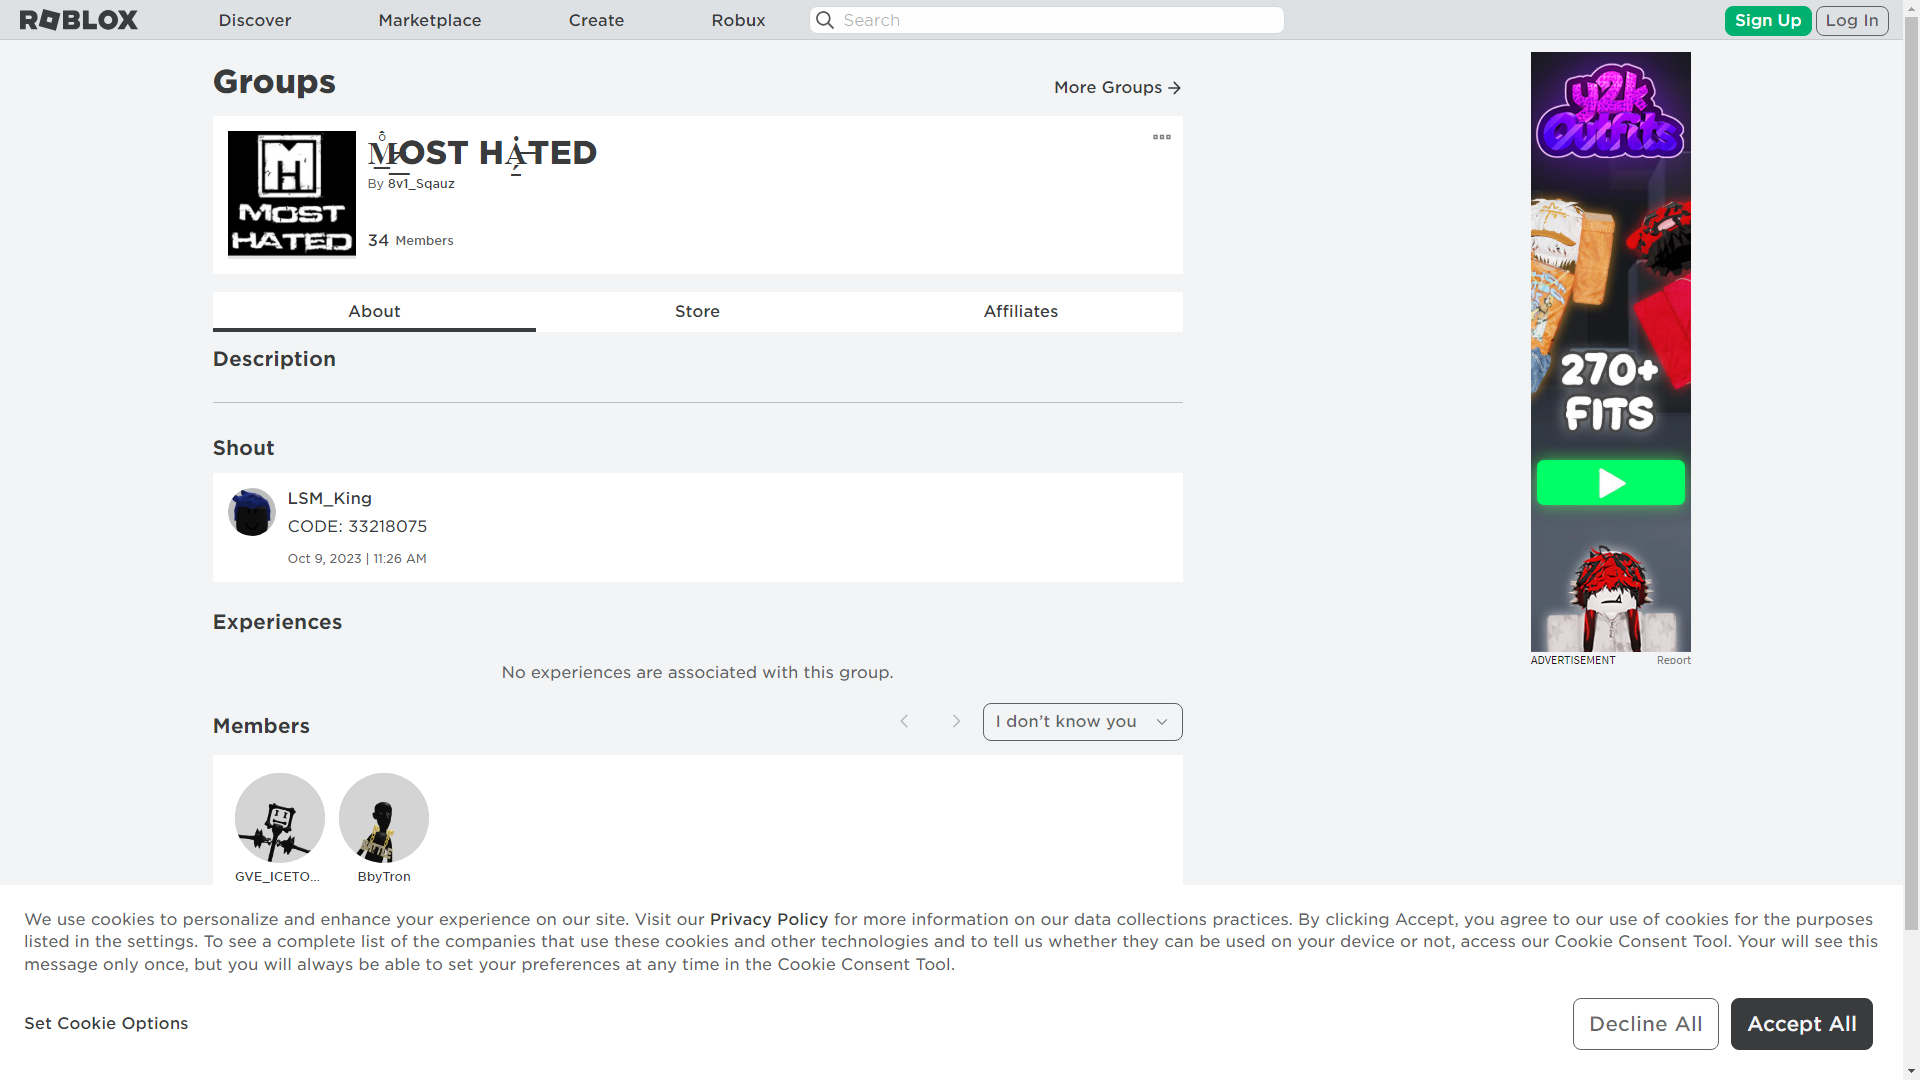 ROBLOX
Discover
Marketplace
Create
Robux
Search
Sign Up
Log In
Groups
More Groups
MOST HATED
By 8v1_Sqauz
34 Members
MOST
HATED
About
Store
Affiliates
Description
Shout
LSM_King
CODE: 33218075
Oct 9, 2023 | 11:26 AM
Experiences
No experiences are associated with this group.
Members
I don't know you
GVE_ICETO...
BbyTron
y2k
Outfits
270+
FITS
ADVERTISEMENT
Report
We use cookies to personalize and enhance your experience on our site. Visit our Privacy Policy for more information on our data collections practices. By clicking Accept, you agree to our use of cookies for the purposes
listed in the settings. To see a complete list of the companies that use these cookies and other technologies and to tell us whether they can be used on your device or not, access our Cookie Consent Tool. Your will see this
message only once, but you will always be able to set your preferences at any time in the Cookie Consent Tool.
Set Cookie Options
Decline All
Accept All